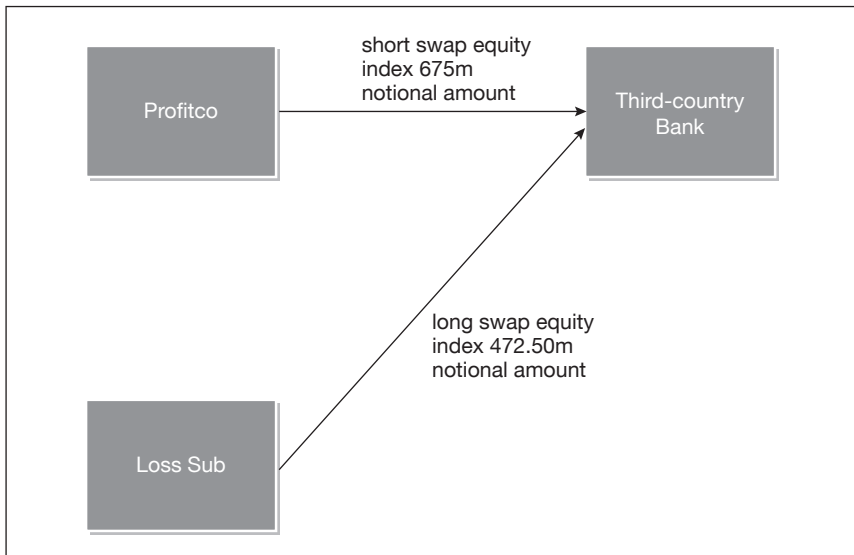 short swap equity
index 675m
notional amount
Profitco
Third-country
Bank
long swap equity
index 472.50m
notional amount
Loss Sub